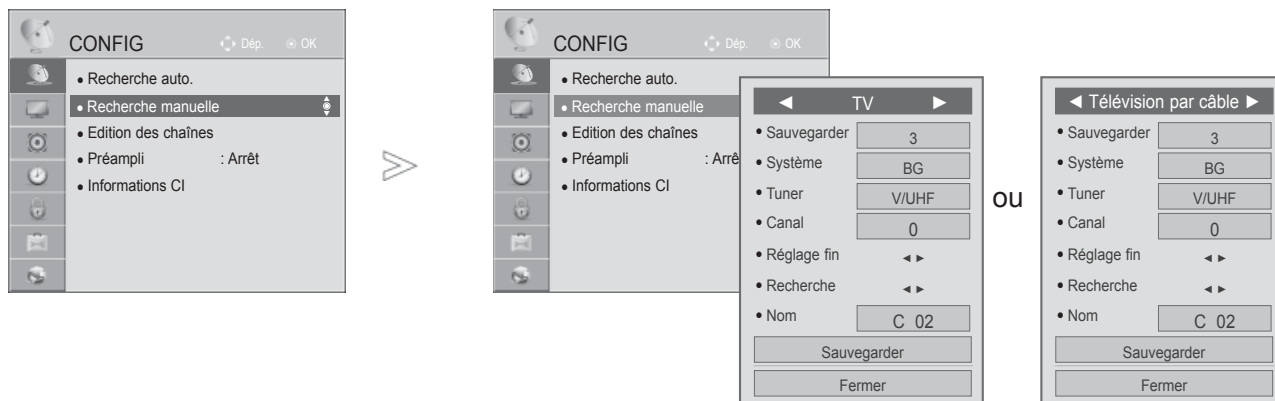 CONFIG Dép. OK
• Recherche auto.
• Recherche manuelle
• Edition des chaînes
• Préampli : Arrêt
• Informations CI
CONFIG Dép. OK
• Recherche auto.
• Recherche manuelle
• Edition des chaînes
• Préampli : Arrê
• Informations CI
◄ TV ►
• Sauvegarder 3
• Système BG
• Tuner V/UHF
• Canal 0
• Réglage fin ◄ ►
• Recherche ◄ ►
• Nom C 02
Sauvegarder
Fermer
ou
◄ Télévision par câble ►
• Sauvegarder 3
• Système BG
• Tuner V/UHF
• Canal 0
• Réglage fin ◄ ►
• Recherche ◄ ►
• Nom C 02
Sauvegarder
Fermer